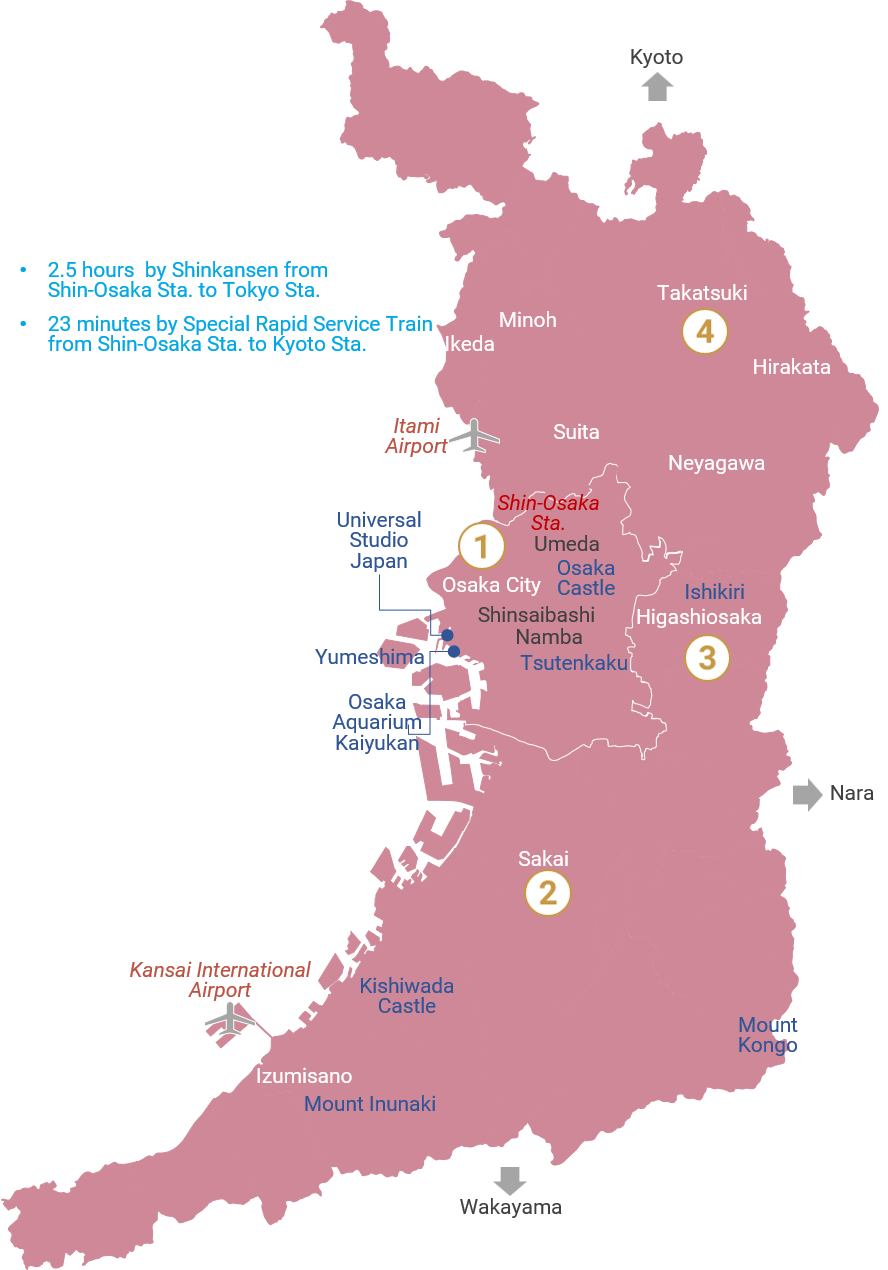 Kyoto
• 2.5 hours by Shinkansen from
Shin-Osaka Sta. to Tokyo Sta.
• 23 minutes by Special Rapid Service Train
from Shin-Osaka Sta. to Kyoto Sta.
Takatsuki
4
Minoh
Ikeda
Hirakata
Itami
Airport
Suita
Neyagawa
Shin-Osaka
Sta.
Universal
Studio
Japan
1
Umeda
Osaka
Castle
Osaka City
Ishikiri
Higashiosaka
3
Shinsaibashi
Namba
Yumeshima
Tsutenkaku
Osaka
Aquarium
Kaiyukan
Nara
Sakai
2
Kansai International
Airport
Kishiwada
Castle
Mount
Kongo
Izumisano
Mount Inunaki
Wakayama